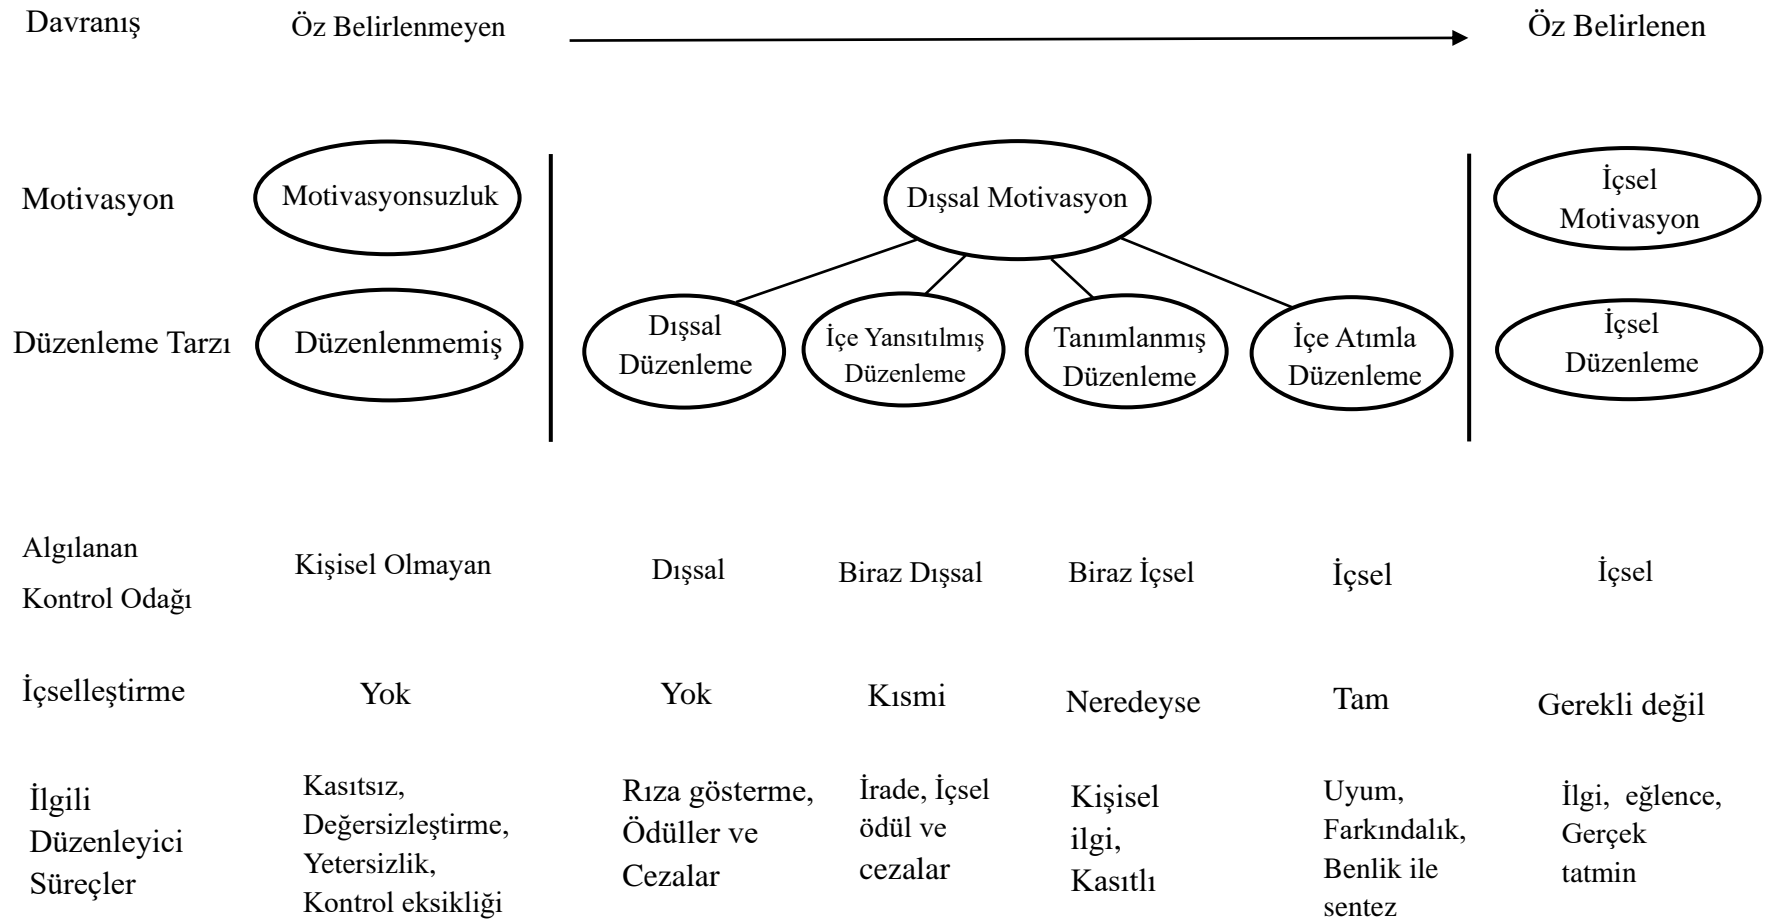 Davranış
Öz Belirlenmeyen
Öz Belirlenen
Motivasyon
Motivasyonsuzluk
Dışsal Motivasyon
İçsel
Motivasyon
Düzenleme Tarzı
Düzenlenmemiş
Dışsal
Düzenleme
İçe Yansıtılmış
Düzenleme
Tanımlanmış
Düzenleme
İçe Atımla
Düzenleme
İçsel
Düzenleme
Algılanan
Kontrol Odağı
Kişisel Olmayan
Dışsal
Biraz Dışsal
Biraz İçsel
İçsel
İçsel
İçselleştirme
Yok
Yok
Kısmi
Neredeyse
Tam
Gerekli değil
İlgili
Düzenleyici
Süreçler
Kasıtsız,
Değersizleştirme,
Yetersizlik,
Kontrol eksikliği
Rıza gösterme,
Ödüller ve
Cezalar
İrade, İçsel
ödül ve
cezalar
Kişisel
ilgi,
Kasıtlı
Uyum,
Farkındalık,
Benlik ile
sentez
İlgi, eğlence,
Gerçek
tatmin